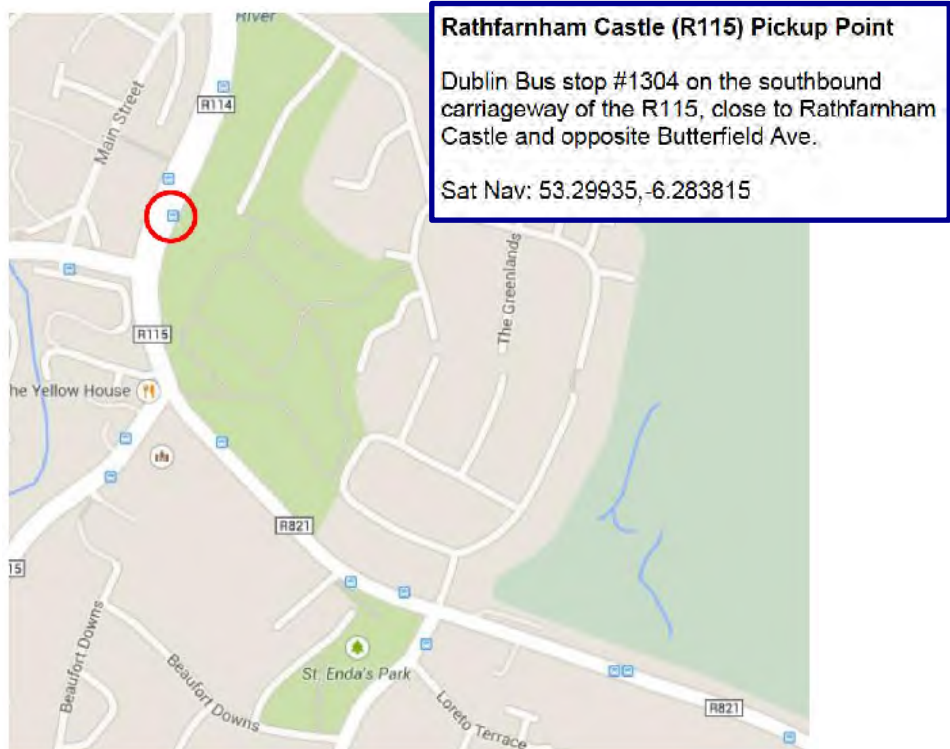 Rathfarnham Castle (R115) Pickup Point
Dublin Bus stop #1304 on the southbound
carriageway of the R115, close to Rathfarnham
Castle and opposite Butterfield Ave.
Sat Nav: 53.29935,-6.283815
River
R114
Main Street
The Greenlands
R115
he Yellow House
R821
15
St. Enda's Park
Beaufort Downs
Beaufort Downs
Loreto Terrace
R821